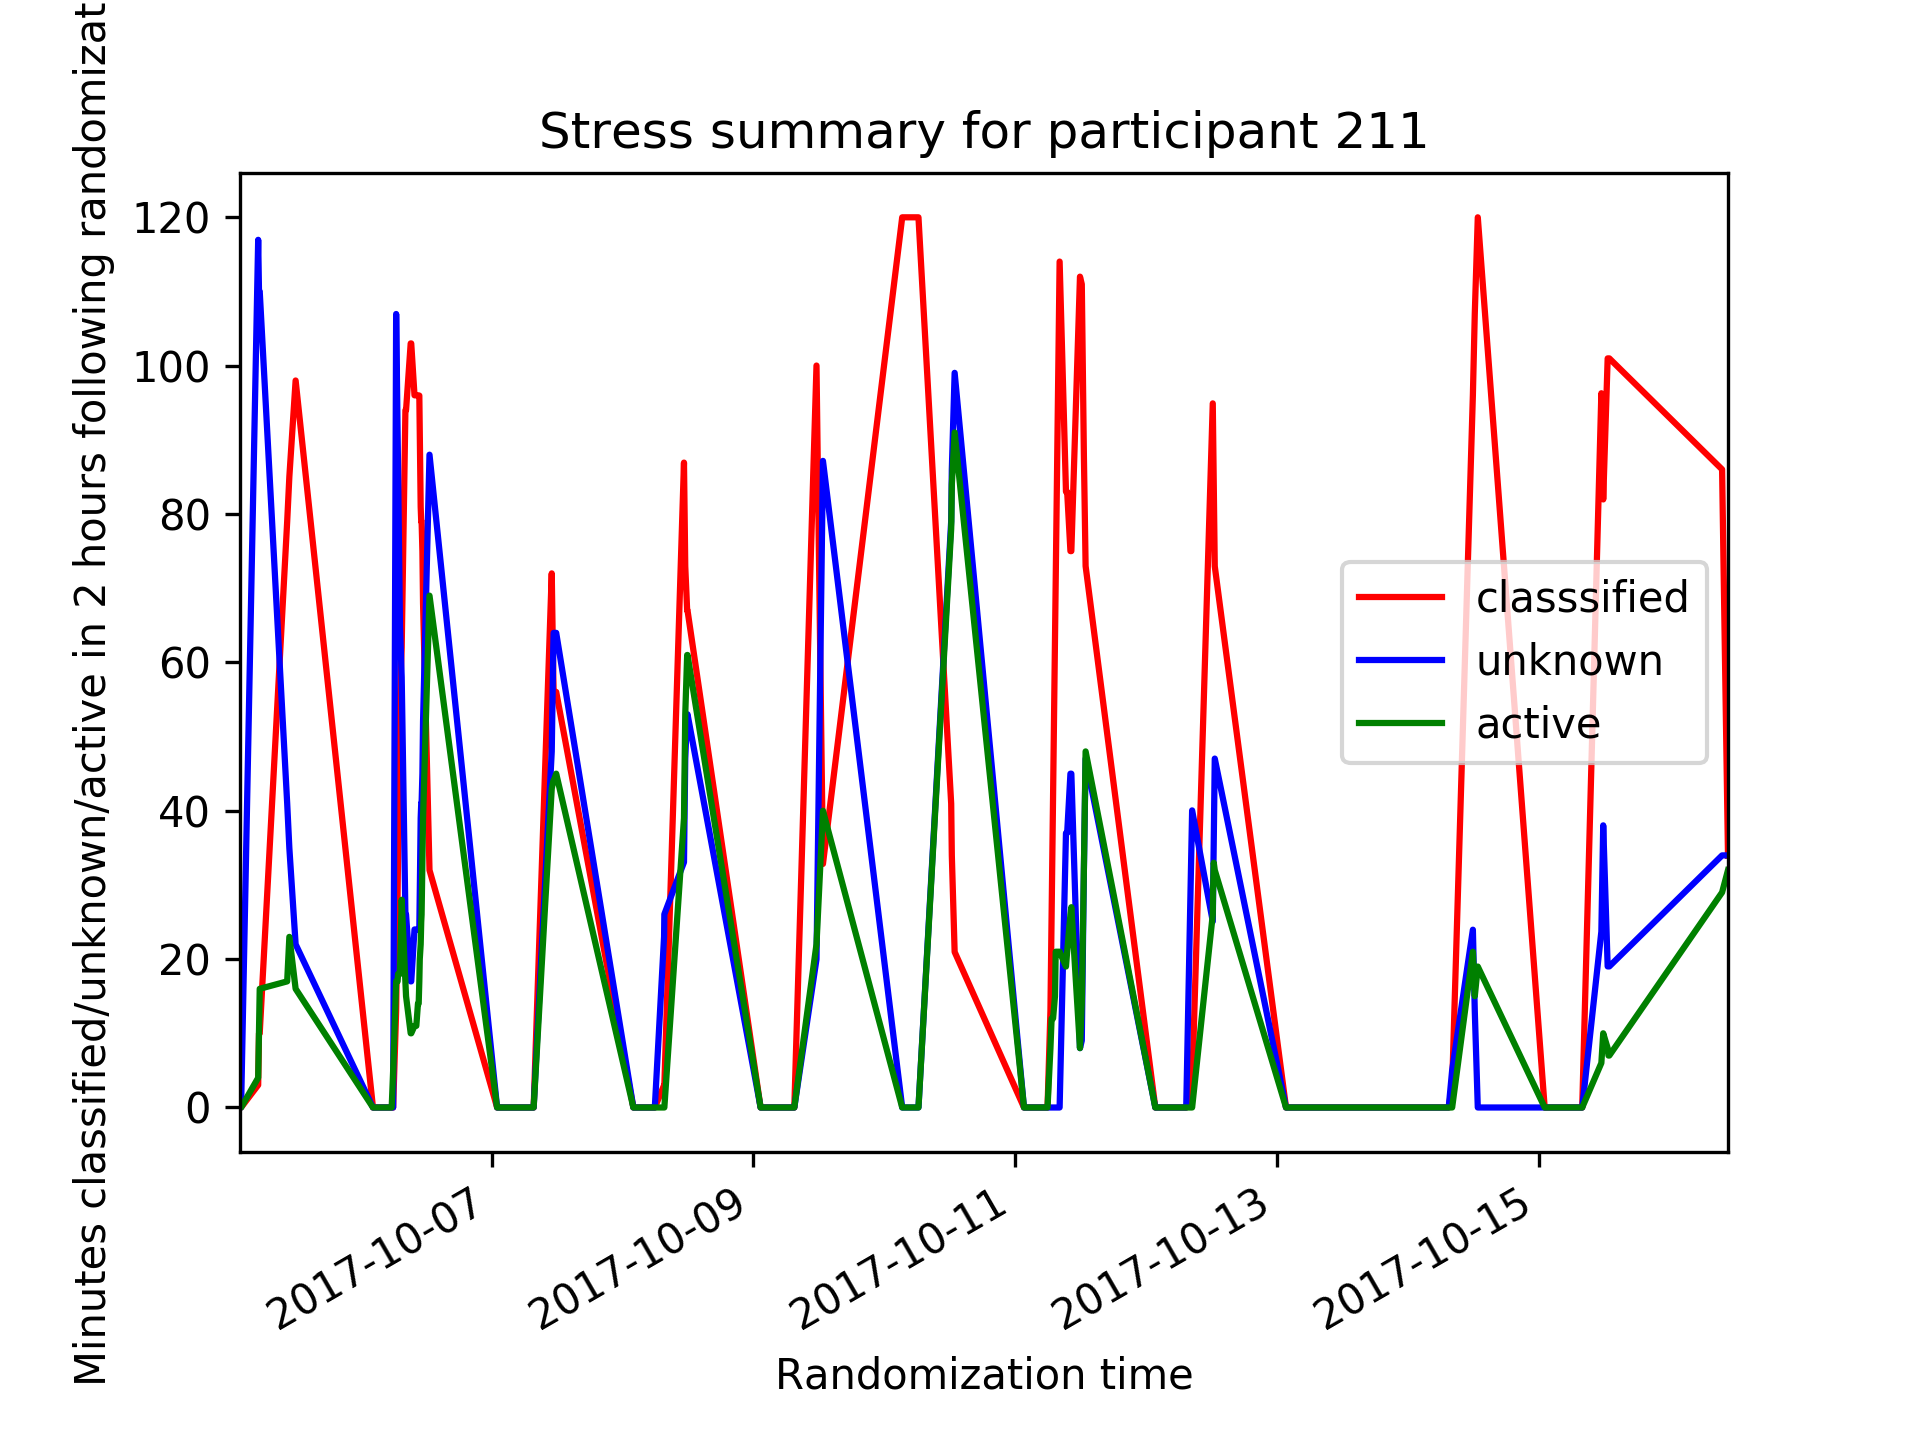 Stress summary for participant 211
Minutes classified/unknown/active in 2 hours following randomizat
120
100
80
60
40
20
0
classsified
unknown
active
2017-10-07
2017-10-09
2017-10-11
2017-10-13
2017-10-15
Randomization time